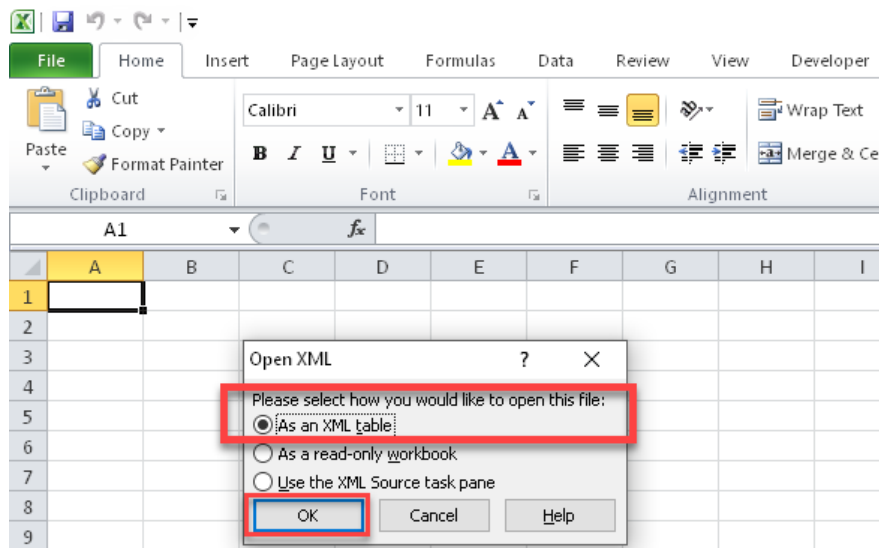 File Home Insert Page Layout Formulas Data Review View Developer
Cut
Copy
Paste
Format Painter
Clipboard
Calibri 11 A A
B I U A
Font
Wrap Text
Merge & Ce
Alignment
A1 fx
A B C D E F G H I
1
2
3
4
5
6
7
8
9
Open XML ?
Please select how you would like to open this file:
As an XML table
As a read-only workbook
Use the XML Source task pane
OK Cancel Help